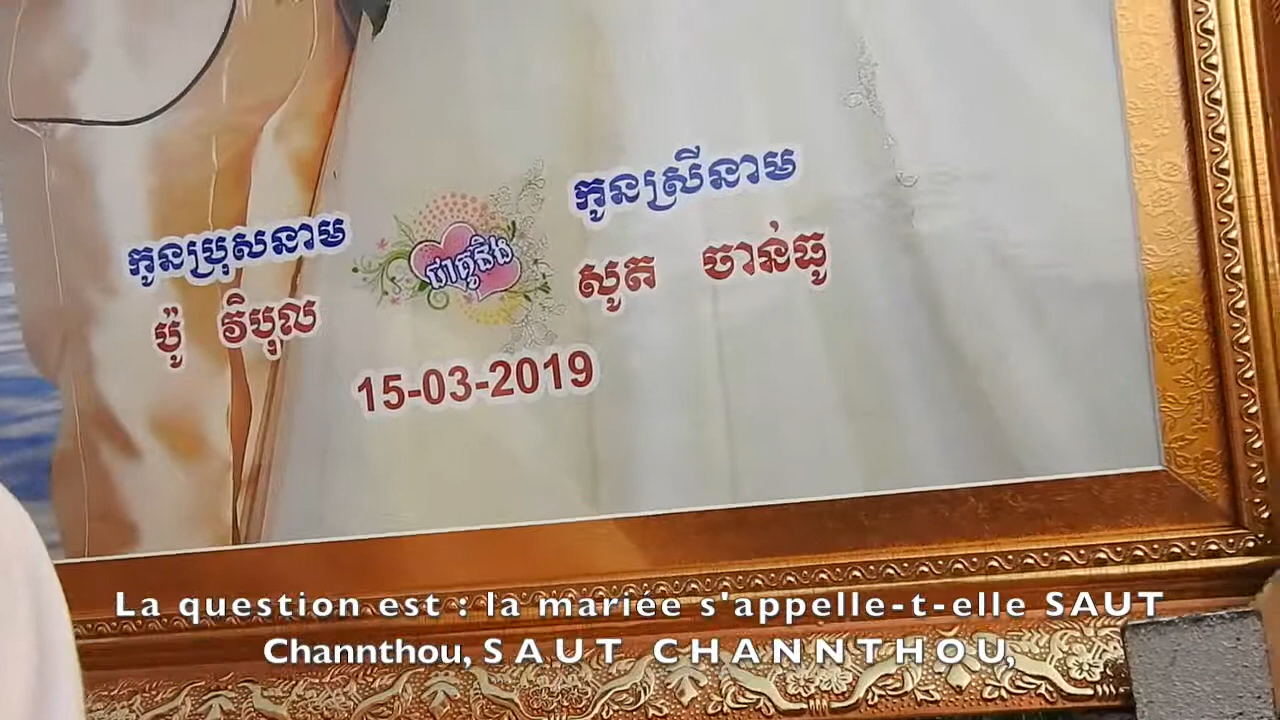 កូនប្រុសនាម
ប៉ូ វិបុល
ជាគូនិង
កូនស្រីនាម
សូត ចាន់ធូ
15-03-2019
La question est : la mariée s'appelle-t-elle SAUT
Channthou, SAUT CHANNTHOU,